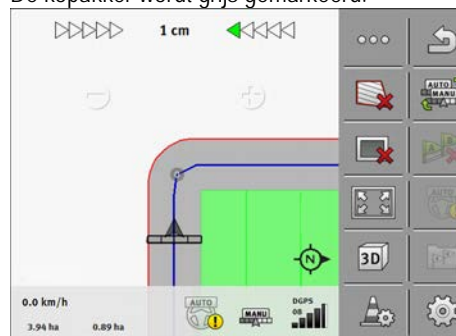 De kopakker wordt grijs gemarkeerd.
1 cm
AUTO
MANU
3D
N
0.0 km/h
3.94 ha
0.89 ha
AUTO
MANU
DGPS
08